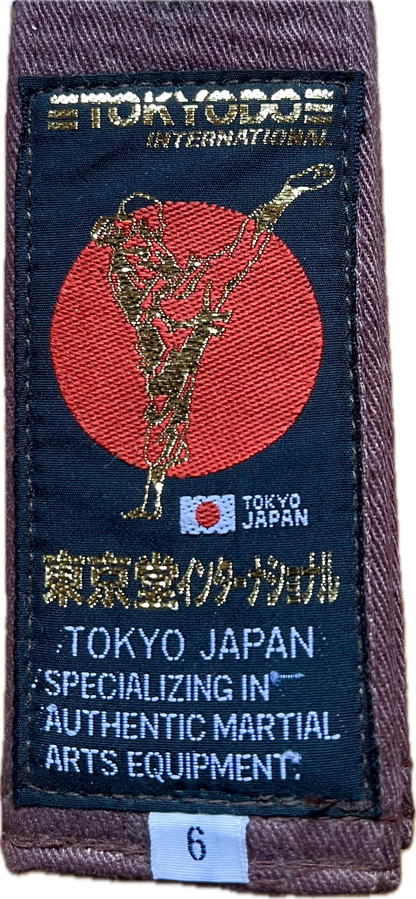 TOKYODO
INTERNATIONAL
TOKYO
JAPAN
東京堂インターナショナル
TOKYO JAPAN
SPECIALIZING IN
AUTHENTIC MARTIAL
ARTS EQUIPMENT.
6